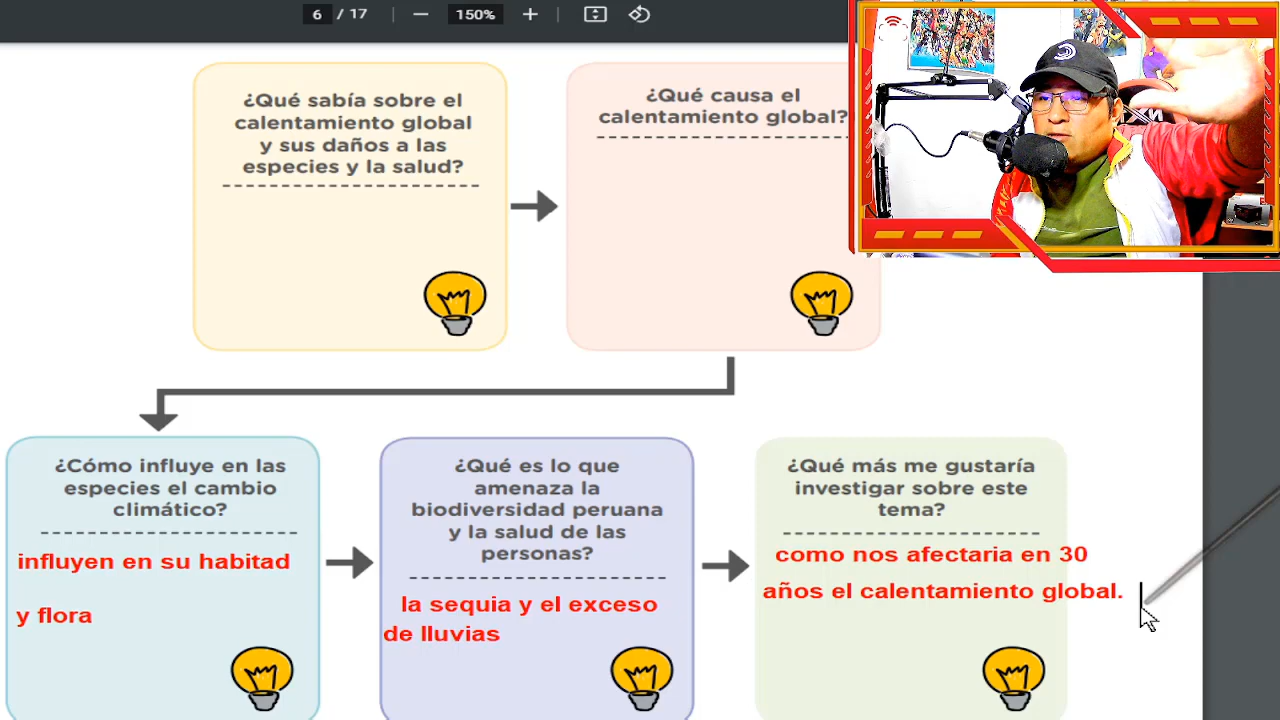 6 / 17
150%
¿Qué sabía sobre el
calentamiento global
y sus daños a las
especies y la salud?
¿Qué causa el
calentamiento global?
¿Cómo influye en las
especies el cambio
climático?
influyen en su habitad
y flora
¿Qué es lo que
amenaza la
biodiversidad peruana
y la salud de las
personas?
la sequia y el exceso
de lluvias
¿Qué más me gustaría
investigar sobre este
tema?
como nos afectaria en 30
años el calentamiento global.